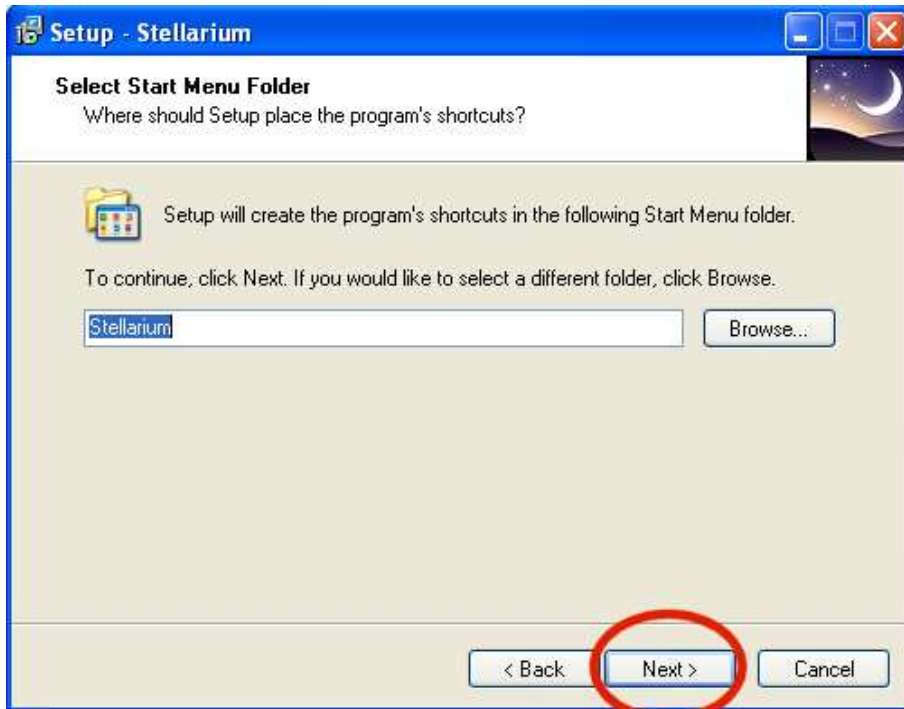 Setup - Stellarium
Select Start Menu Folder
Where should Setup place the program's shortcuts?
Setup will create the program's shortcuts in the following Start Menu folder.
To continue, click Next. If you would like to select a different folder, click Browse.
Stellarium
Browse...
< Back
Next >
Cancel